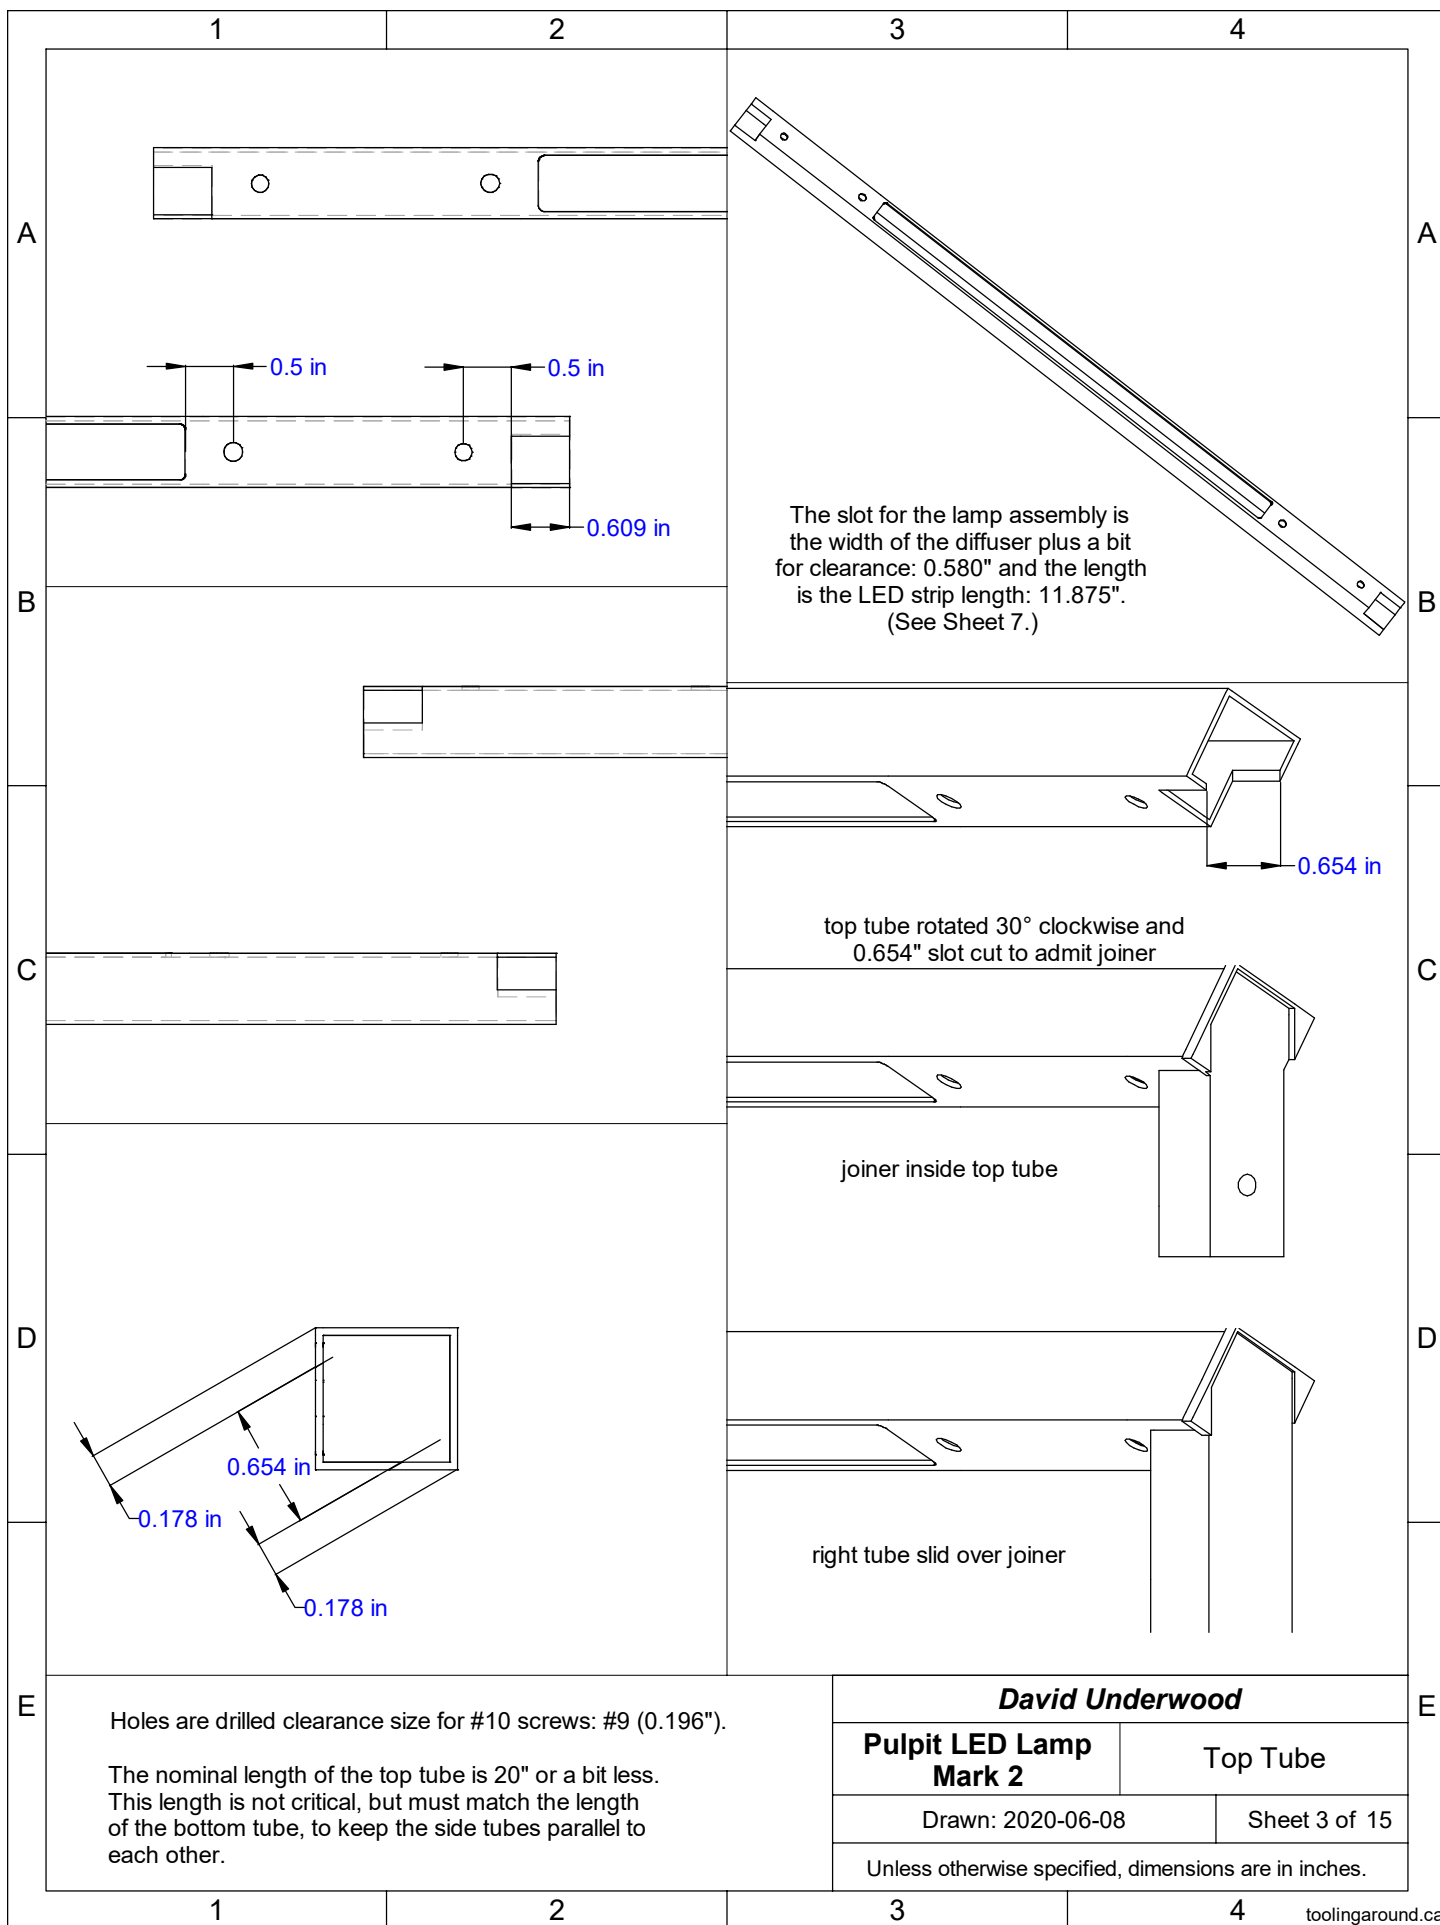 1 2 3 4
A A
0.5 in 0.5 in
0.609 in
The slot for the lamp assembly is
the width of the diffuser plus a bit
for clearance: 0.580" and the length
is the LED strip length: 11.875".
(See Sheet 7.)
B B
0.654 in
top tube rotated 30° clockwise and
0.654" slot cut to admit joiner
C C
joiner inside top tube
D D
0.654 in
0.178 in
0.178 in
right tube slid over joiner
E E
Holes are drilled clearance size for #10 screws: #9 (0.196").
The nominal length of the top tube is 20" or a bit less.
This length is not critical, but must match the length
of the bottom tube, to keep the side tubes parallel to
each other.
David Underwood
Pulpit LED Lamp
Mark 2
Top Tube
Drawn: 2020-06-08
Sheet 3 of 15
Unless otherwise specified, dimensions are in inches.
1 2 3 4
toolingaround.ca